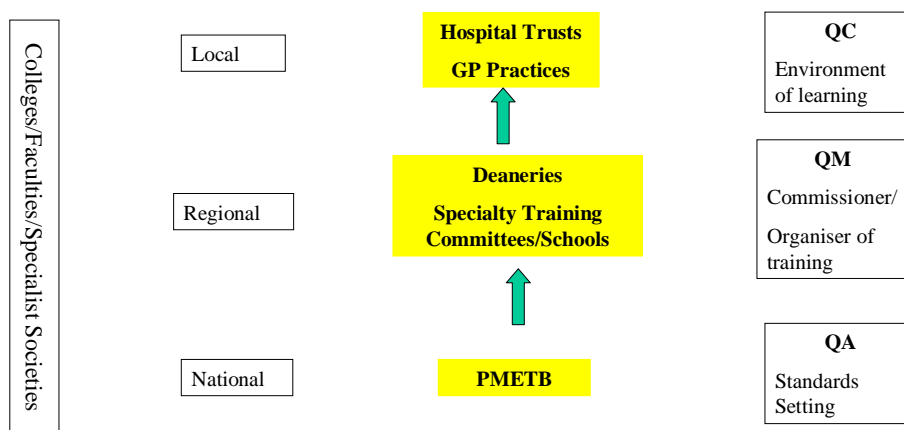 Colleges/Faculties/Specialist Societies
Local
Hospital Trusts
GP Practices
QC
Environment
of learning
Regional
Deaneries
Specialty Training
Committees/Schools
QM
Commissioner/
Organiser of
training
National
PMETB
QA
Standards
Setting